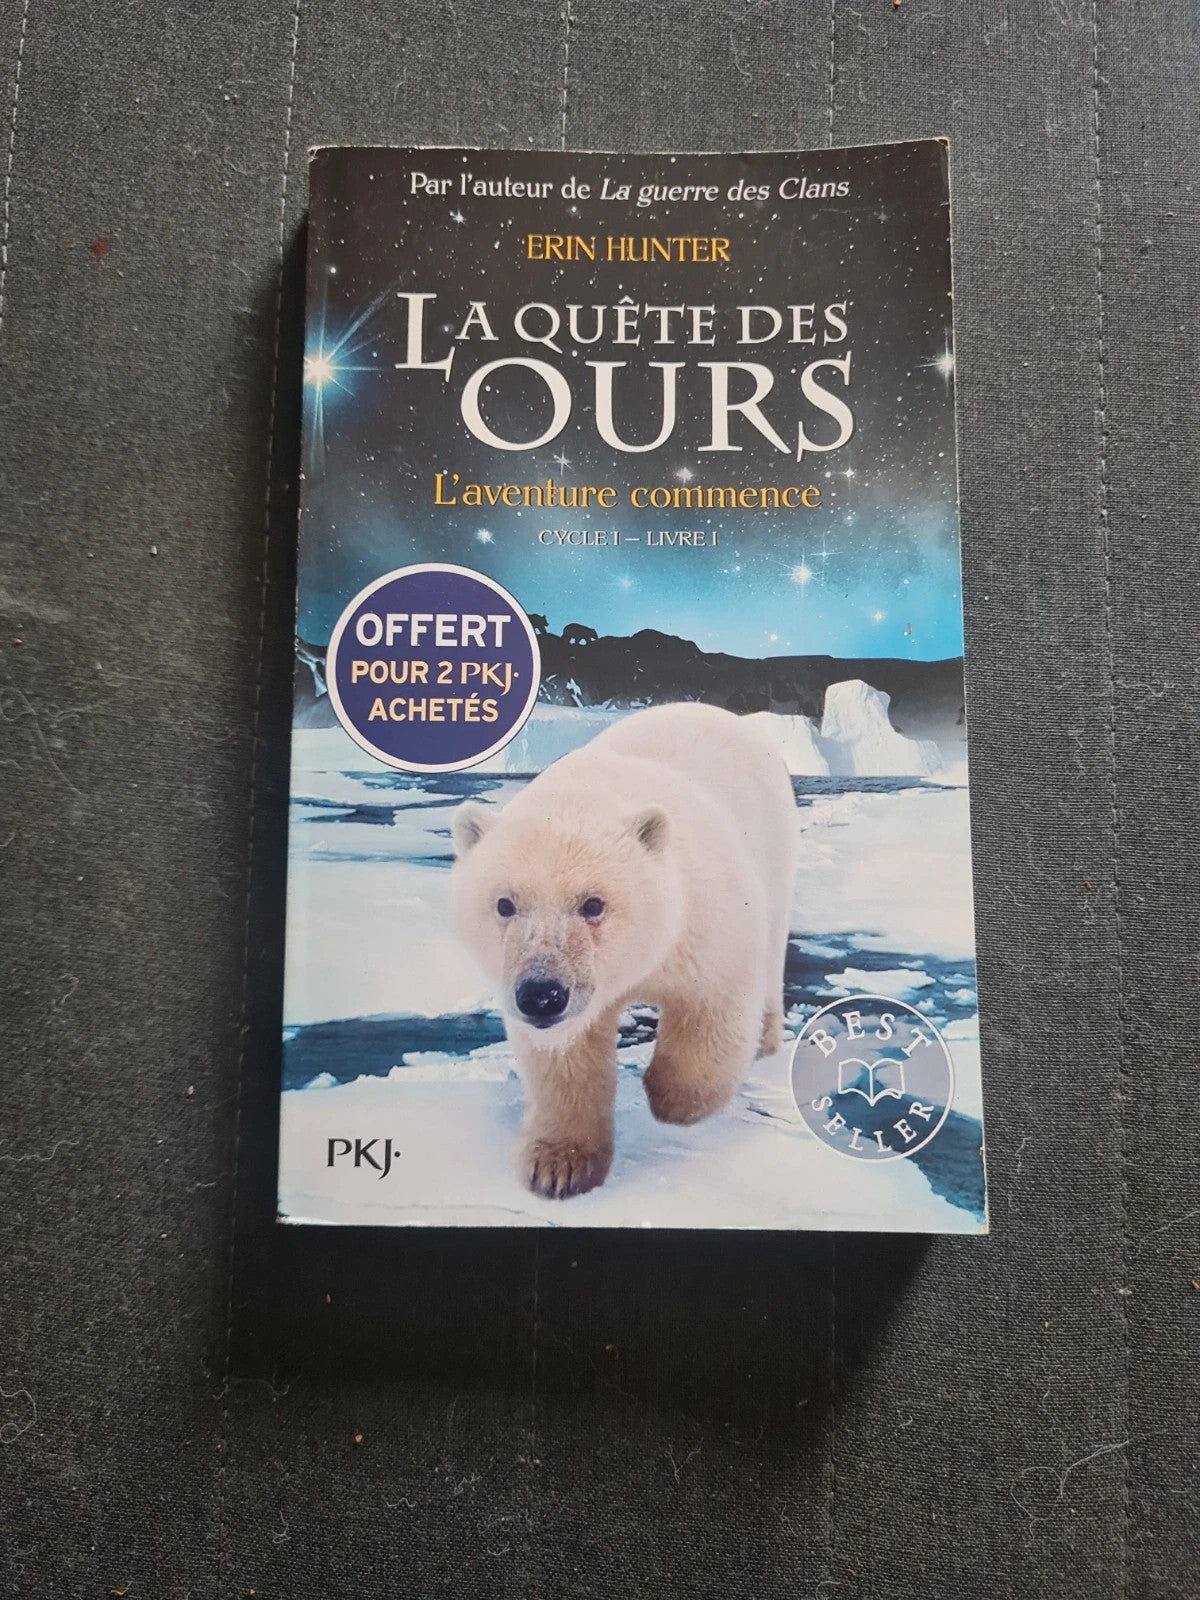 Par l'auteur de La guerre des Clans
ERIN HUNTER
LA QUÊTE DES
OURS
L'aventure commence
CYCLE I – LIVRE I
OFFERT
POUR 2 PKJ.
ACHETÉS
BEST
SELLER
PKJ.